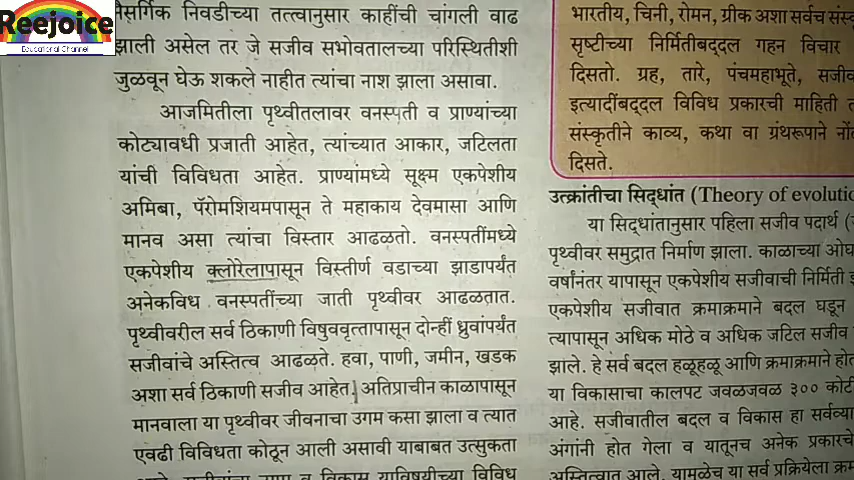 Reejoice
Educational Channel
नैसर्गिक निवडीच्या तत्त्वानुसार काहींची चांगली वाढ
झाली असेल तर जे सजीव सभोवतालच्या परिस्थितीशी
जुळवून घेऊ शकले नाहीत त्यांचा नाश झाला असावा.
आजमितीला पृथ्वीतलावर वनस्पती व प्राण्यांच्या
कोट्यावधी प्रजाती आहेत, त्यांच्यात आकार, जटिलता
यांची विविधता आहेत. प्राण्यांमध्ये सूक्ष्म एकपेशीय
अमिबा, पॅरोमशियमपासून ते महाकाय देवमासा आणि
मानव असा त्यांचा विस्तार आढळतो. वनस्पतींमध्ये
एकपेशीय क्लोरेलापासून विस्तीर्ण वडाच्या झाडापर्यंत
अनेकविध वनस्पतींच्या जाती पृथ्वीवर आढळतात.
पृथ्वीवरील सर्व ठिकाणी विषुववृत्तापासून दोन्हीं ध्रुवांपर्यंत
सजीवांचे अस्तित्व आढळते. हवा, पाणी, जमीन, खडक
अशा सर्व ठिकाणी सजीव आहेत. अतिप्राचीन काळापासून
मानवाला या पृथ्वीवर जीवनाचा उगम कसा झाला व त्यात
एवढी विविधता कोठून आली असावी याबाबत उत्सुकता
व विकास याविषयीच्या विविध
भारतीय, चिनी, रोमन, ग्रीक अशा सर्वच
सृष्टीच्या निर्मितीबद्दल गहन विचार
दिसतो. ग्रह, तारे, पंचमहाभूते,
इत्यादींबद्दल विविध प्रकारची माहिती
संस्कृतीने काव्य, कथा वा ग्रंथरूपाने
दिसते.
उत्क्रांतीचा सिद्धांत (Theory of
या सिद्धांतानुसार पहिला सजीव पदार्थ
पृथ्वीवर समुद्रात निर्माण झाला. काळाच्या
वर्षांनंतर यापासून एकपेशीय सजीवाची निर्मिती
एकपेशीय सजीवात क्रमाक्रमाने बदल घडून
त्यापासून अधिक मोठे व अधिक जटिल सजीव
झाले. हे सर्व बदल हळूहळू आणि क्रमाक्रमाने
या विकासाचा कालपट जवळजवळ ३०० कोटी
आहे. सजीवातील बदल व विकास हा
अंगांनी होत गेला व यातूनच अनेक प्रकारचे
अस्तित्वात आले. यामुळेच या सर्व प्रक्रियेला